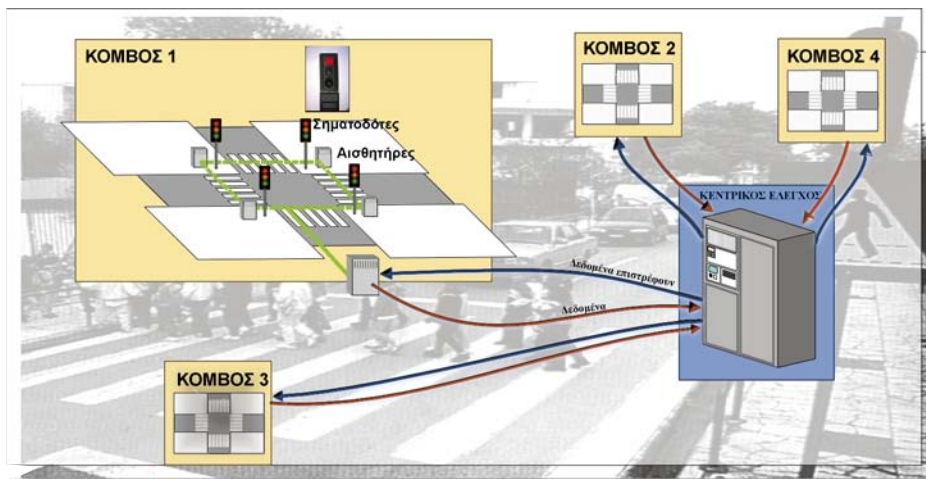 ΚΟΜΒΟΣ 1
ΚΟΜΒΟΣ 2
ΚΟΜΒΟΣ 4
Σηματοδότες
Αισθητήρες
ΚΕΝΤΡΙΚΟΣ ΕΛΕΓΧΟΣ
Δεδομένα επιστρέφουν
Δεδομένα
ΚΟΜΒΟΣ 3